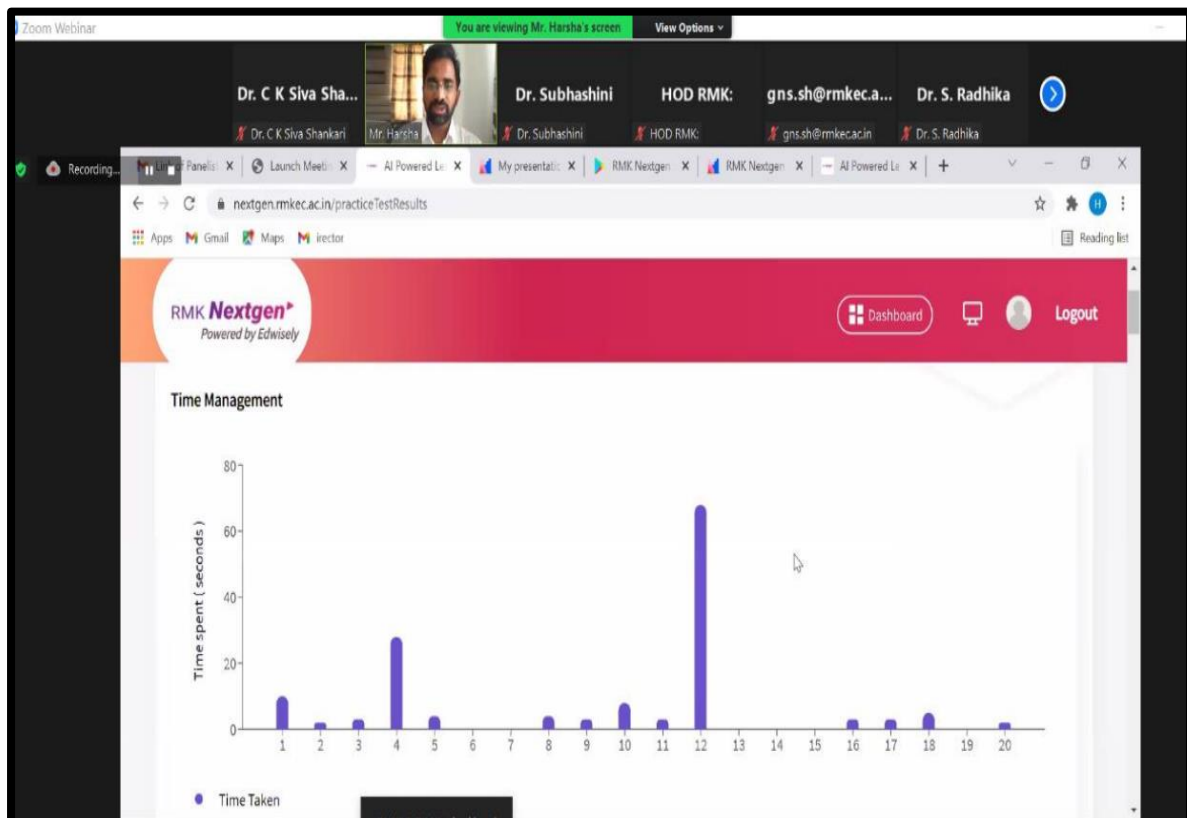 Zoom Webinar
You are viewing Mr. Harsha's screen View Options
Dr. C K Siva Sha... Dr. Subhashini HOD RMK: gns.sh@rmkec.a... Dr. S. Radhika
Dr. C K Siva Shankari Mr. Harsha Dr. Subhashini HOD RMK: gns.sh@rmkec.ac.in Dr. S. Radhika
Recording... of Panelis Launch Meetin AI Powered Le My presentatic RMK Nextgen RMK Nextgen AI Powered Le
nextgen.rmkec.ac.in/practiceTestResults H
Apps Gmail Maps irector Reading list
RMK Nextgen
Powered by Edwisely
Dashboard Logout
Time Management
80
60
40
20
0
Time spent ( seconds )
1 2 3 4 5 6 7 8 9 10 11 12 13 14 15 16 17 18 19 20
Time Taken